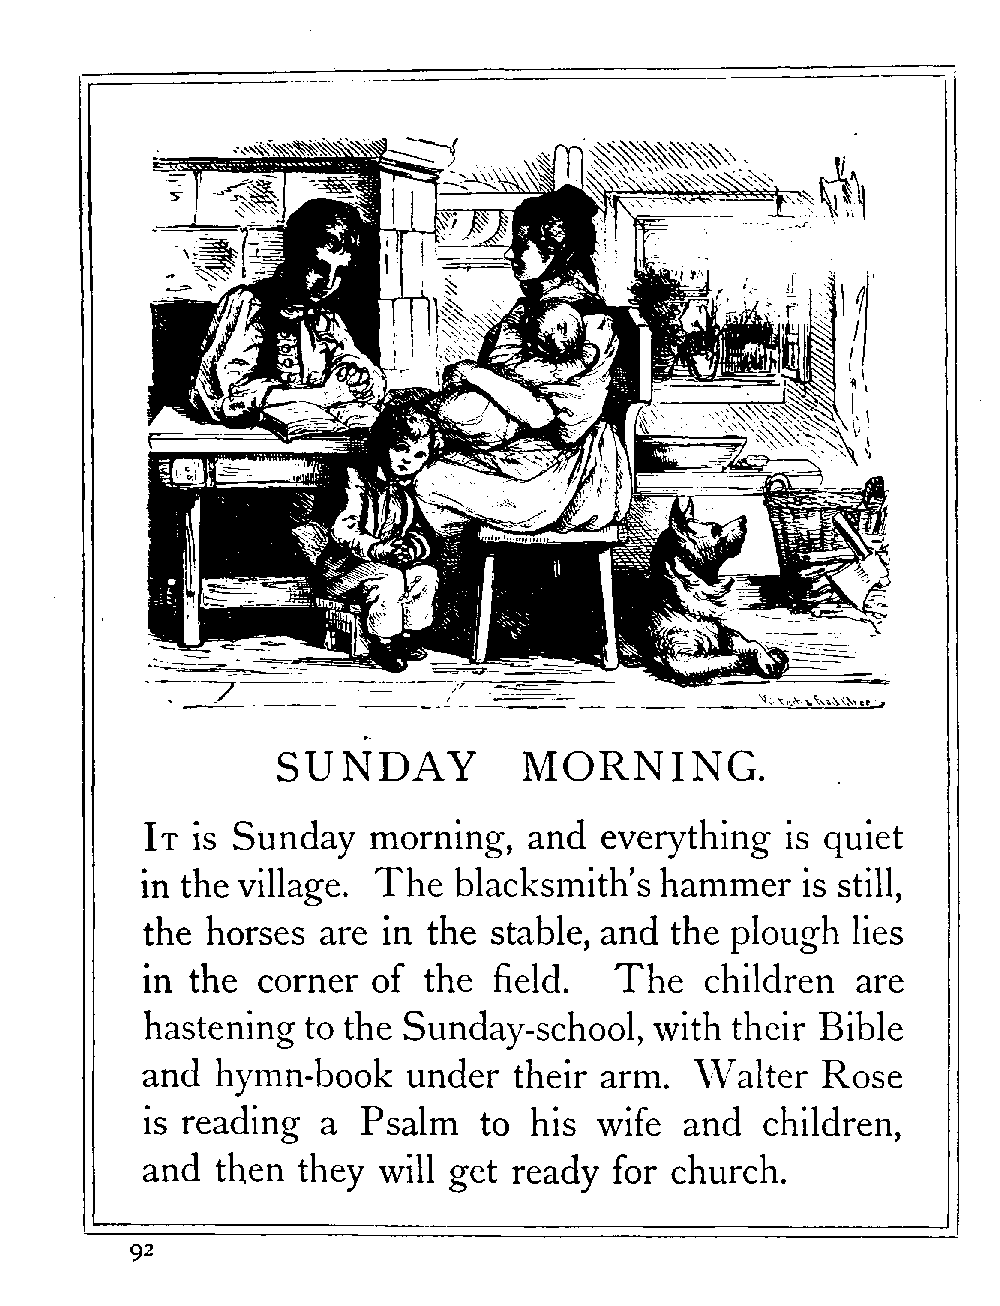 SUNDAY MORNING.
IT is Sunday morning, and everything is quiet
in the village. The blacksmith's hammer is still,
the horses are in the stable, and the plough lies
in the corner of the field. The children are
hastening to the Sunday-school, with their Bible
and hymn-book under their arm. Walter Rose
is reading a Psalm to his wife and children,
and then they will get ready for church.
92